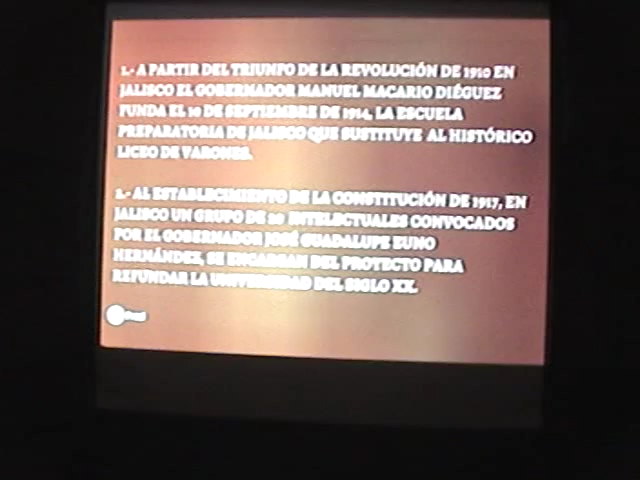 1.- A PARTIR DEL TRIUNFO DE LA REVOLUCIÓN DE 1910 EN
JALISCO EL GOBERNADOR MANUEL MACARIO DIÉGUEZ
FUNDA EL 10 DE SEPTIEMBRE DE 1914, LA ESCUELA
PREPARATORIA DE JALISCO QUE SUSTITUYE AL HISTÓRICO
LICEO DE VARONES.
2.- AL ESTABLECIMIENTO DE LA CONSTITUCIÓN DE 1917, EN
JALISCO UN GRUPO DE 20 INTELECTUALES CONVOCADOS
POR EL GOBERNADOR JOSÉ GUADALUPE ZUNO
HERNÁNDEZ, SE ENCARGAN DEL PROYECTO PARA
REFUNDAR LA UNIVERSIDAD DEL SIGLO XX.